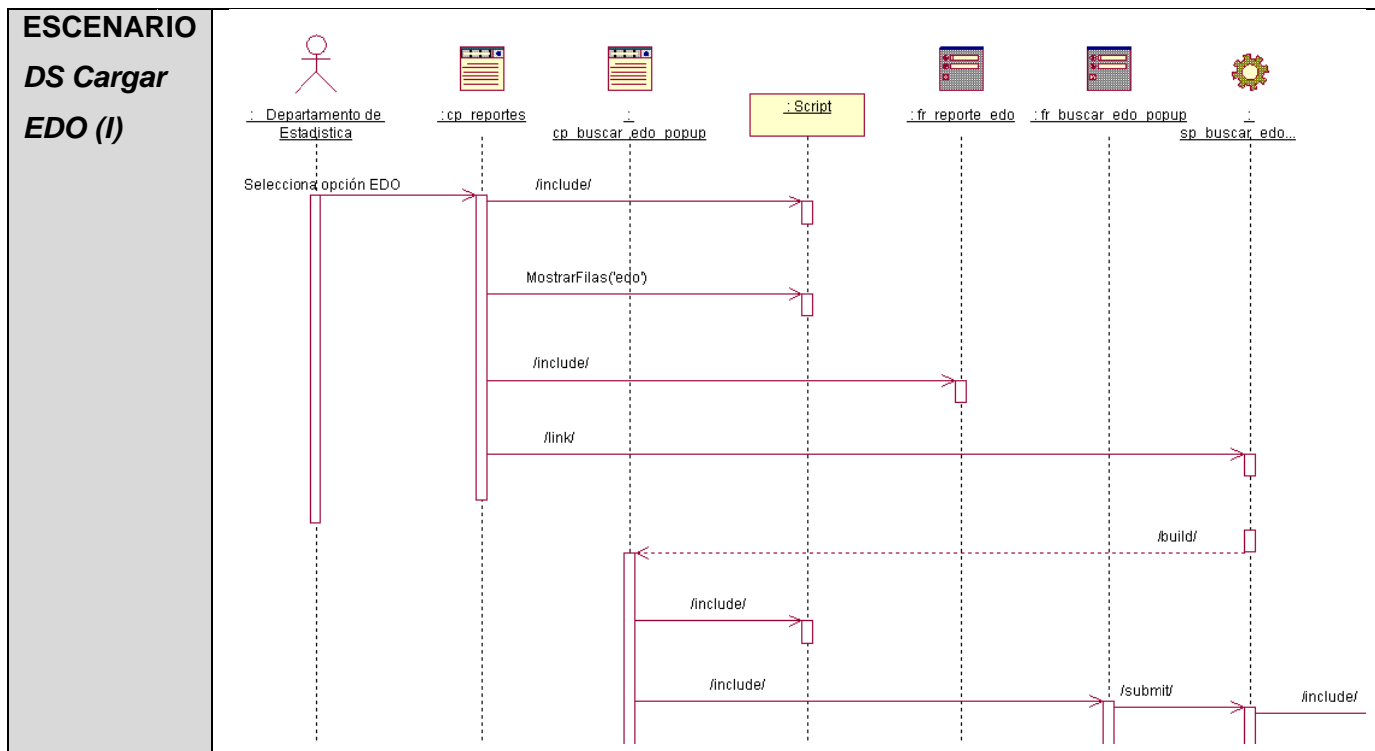 ESCENARIO
DS Cargar
EDO (I)
: Departamento de
Estadistica
: cp_reportes
:
cp_buscar_edo_popup
: Script
: fr_reporte_edo
: fr_buscar_edo_popup
:
sp_buscar_edo...
Selecciona opción EDO
/include/
MostrarFilas('edo')
/include/
/link/
/build/
/include/
/include/
/submit/
/include/